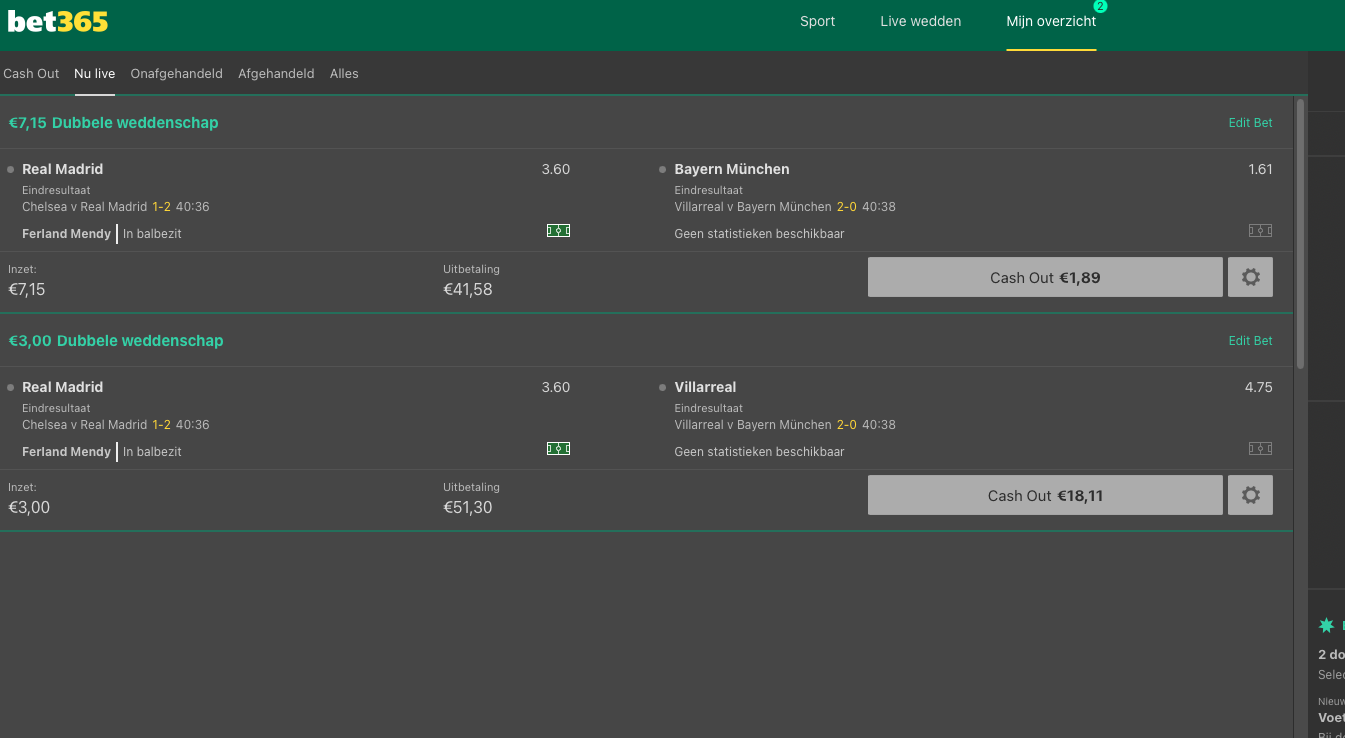 bet365
Sport Live wedden Mijn overzicht 2
Cash Out Nu live Onafgehandeld Afgehandeld Alles
€7,15 Dubbele weddenschap Edit Bet
Real Madrid 3.60
Eindresultaat
Chelsea v Real Madrid 1-2 40:36
Ferland Mendy In balbezit
Bayern München 1.61
Eindresultaat
Villarreal v Bayern München 2-0 40:38
Geen statistieken beschikbaar
Inzet: Uitbetaling
€7,15 €41,58
Cash Out €1,89
€3,00 Dubbele weddenschap Edit Bet
Real Madrid 3.60
Eindresultaat
Chelsea v Real Madrid 1-2 40:36
Ferland Mendy In balbezit
Villarreal 4.75
Eindresultaat
Villarreal v Bayern München 2-0 40:38
Geen statistieken beschikbaar
Inzet: Uitbetaling
€3,00 €51,30
Cash Out €18,11
2 do
Selec
Nieuw
Voet